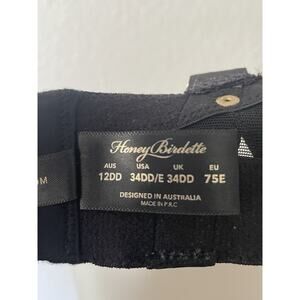 Honey Birdette
AUS USA UK EU
12DD 34DD/E 34DD 75E
DESIGNED IN AUSTRALIA
MADE IN P.R.C